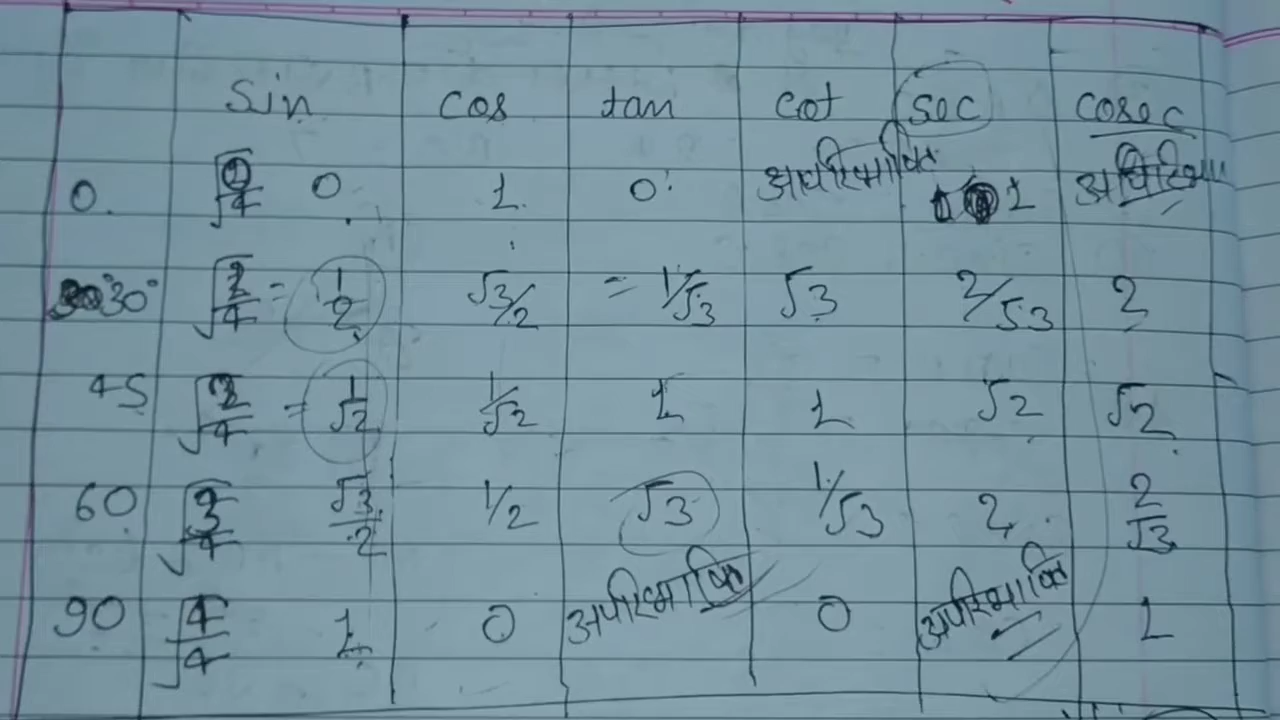 sin cos tan cot sec cosec
0. √0/4 0. 1. 0 अपरिभाषित 1
30° √1/4 = 1/2 √3/2 = 1/√3 √3 2/√3 2
45 √2/4 = 1/√2 1/√2 1 1 √2 √2
60 √3/4 √3/2 1/2 √3 1/√3 2 2/√3
90 √4/4 1 0 अपरिभाषित 0 अपरिभाषित 1